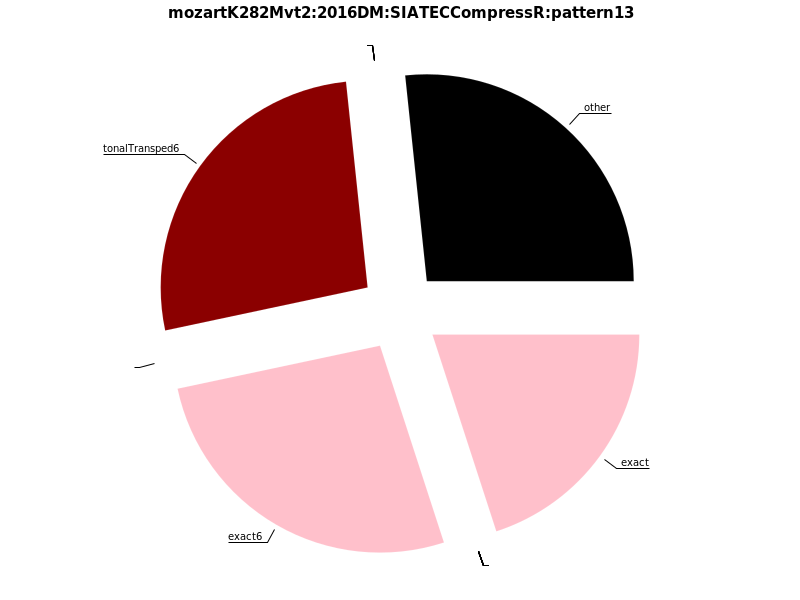 mozartK282Mvt2:2016DM:SIATECCompressR:pattern13
other
tonalTransped6
exact
exact6